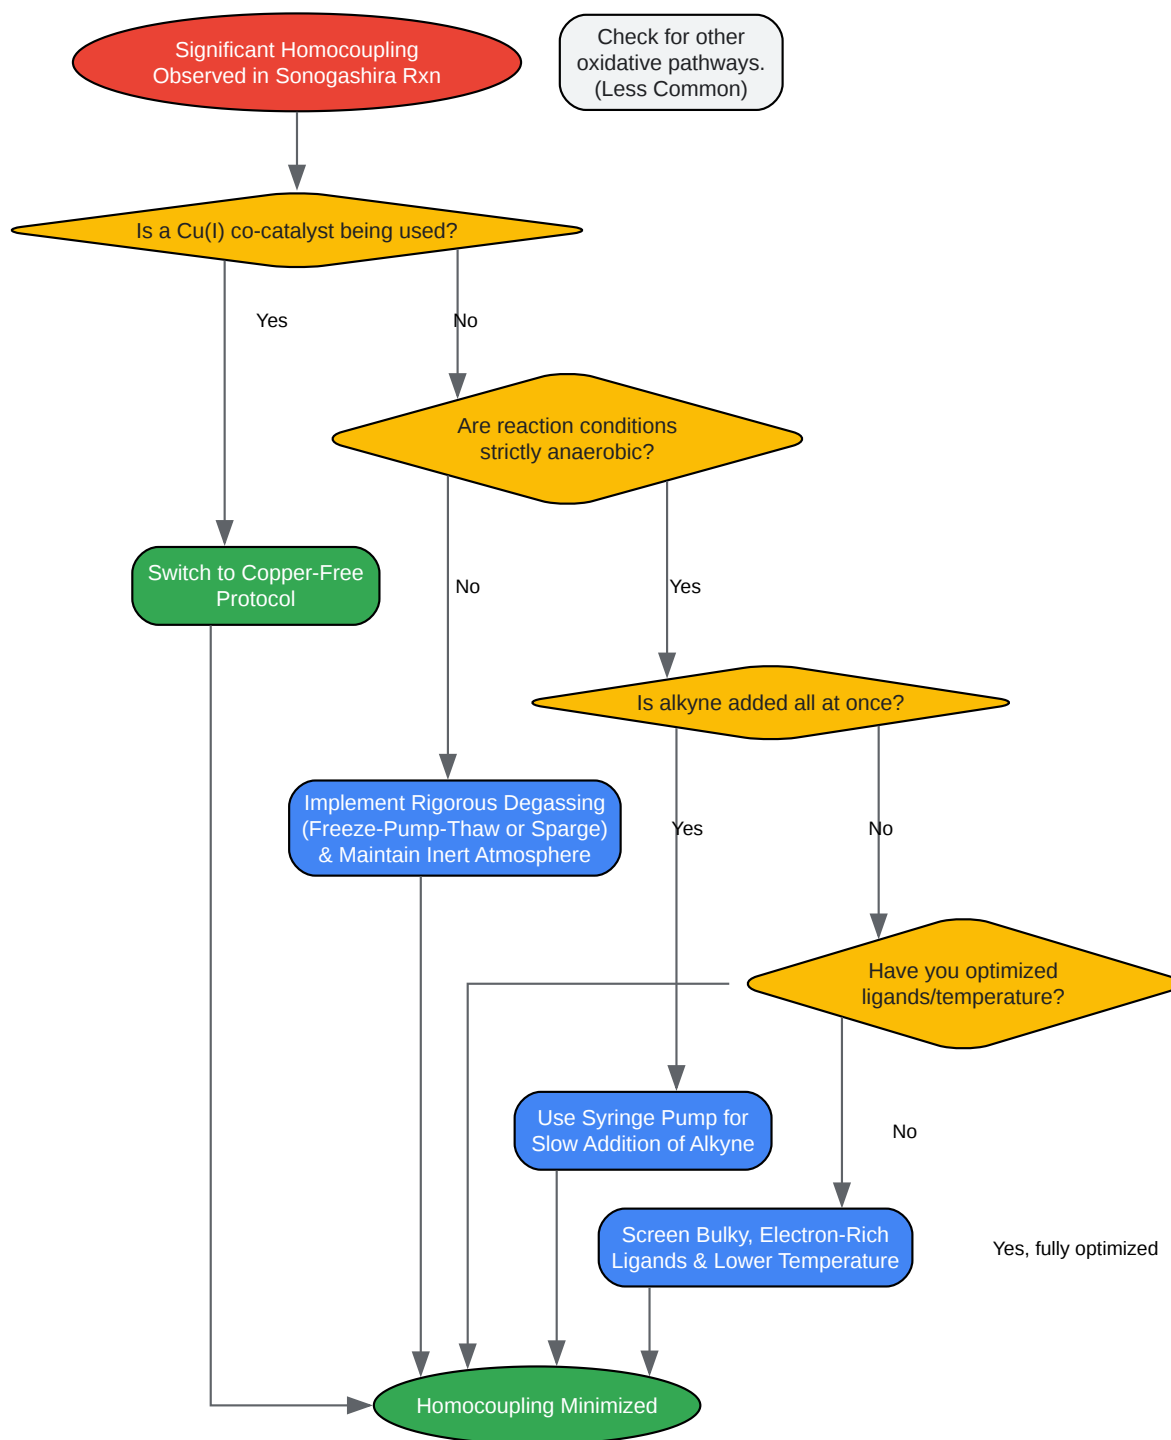 Significant Homocoupling
Observed in Sonogashira Rxn
Check for other
oxidative pathways.
(Less Common)
Is a Cu(I) co-catalyst being used?
Yes
No
Are reaction conditions
strictly anaerobic?
Switch to Copper-Free
Protocol
No
Yes
Is alkyne added all at once?
Implement Rigorous Degassing
(Freeze-Pump-Thaw or Sparge)
& Maintain Inert Atmosphere
Yes
No
Have you optimized
ligands/temperature?
Use Syringe Pump for
Slow Addition of Alkyne
No
Screen Bulky, Electron-Rich
Ligands & Lower Temperature
Yes, fully optimized
Homocoupling Minimized